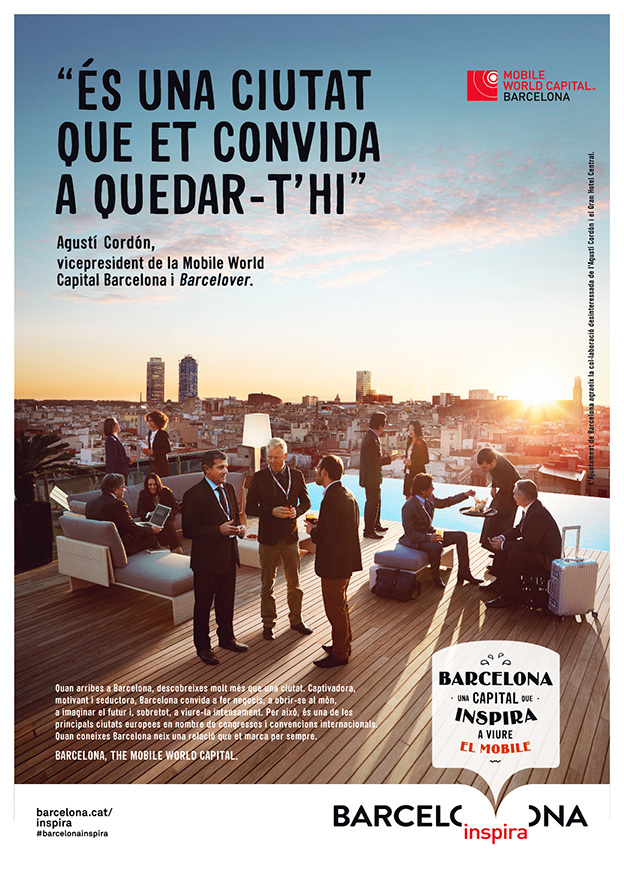 “ÉS UNA CIUTAT
QUE ET CONVIDA
A QUEDAR-T’HI”
Agustí Cordón,
vicepresident de la Mobile World
Capital Barcelona i Barcelover.
MOBILE
WORLD CAPITAL™
BARCELONA
L’Ajuntament de Barcelona agraeix la col·laboració desinteressada de l’Agustí Cordón i el Gran Hotel Central.
Quan arribes a Barcelona, descobreixes molt més que una ciutat. Captivadora,
motivant i seductora, Barcelona convida a fer negocis, a obrir-se al món,
a imaginar el futur i, sobretot, a viure-la intensament. Per això, és una de les
principals ciutats europees en nombre de congressos i convencions internacionals.
Quan coneixes Barcelona neix una relació que et marca per sempre.
BARCELONA, THE MOBILE WORLD CAPITAL.
BARCELONA
UNA CAPITAL QUE
INSPIRA
A VIURE
EL MOBILE
barcelona.cat/
inspira
#barcelonainspira
BARCELONA
inspira